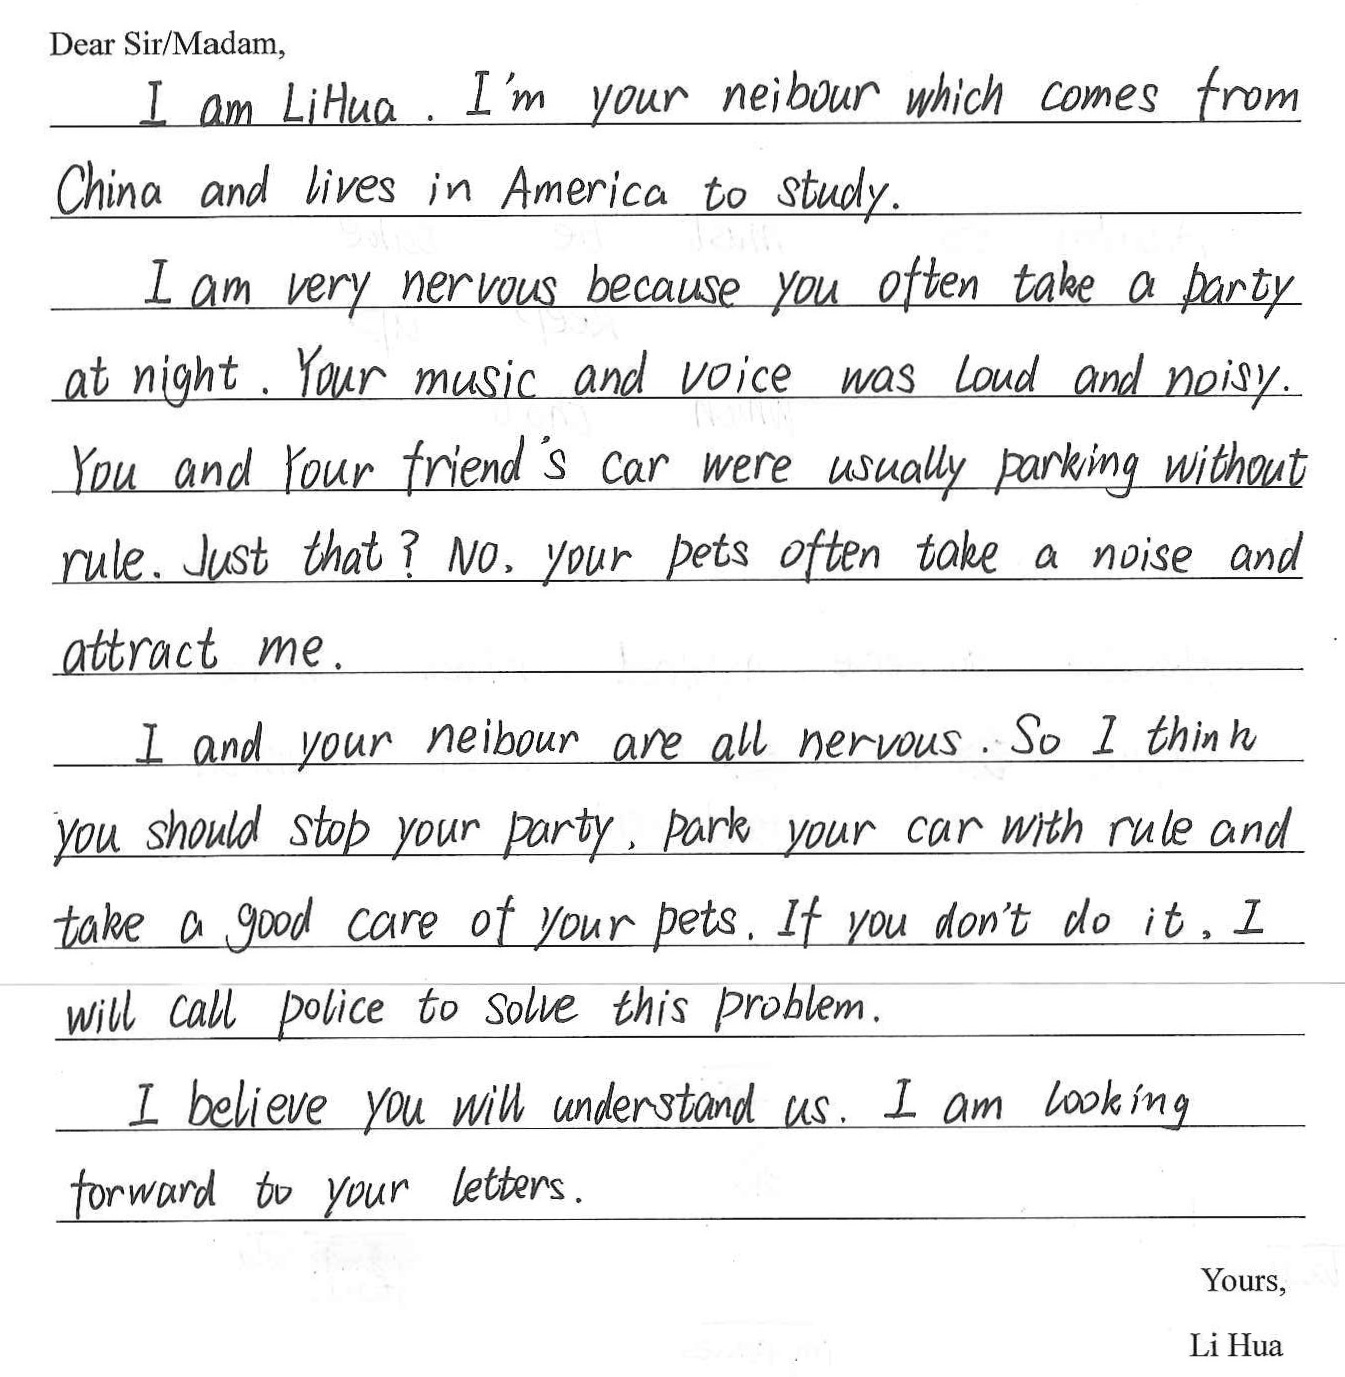 Dear Sir/Madam,
I am LiHua. I'm your neibour which comes from
China and lives in America to study.
I am very nervous because you often take a party
at night. Your music and voice was loud and noisy.
You and Your friend's car were usually parking without
rule. Just that? No, your pets often take a noise and
attract me.
I and your neibour are all nervous. So I think
you should stop your party, park your car with rule and
take a good care of your pets. If you don't do it, I
will call police to solve this problem.
I believe you will understand us. I am looking
forward to your letters.
Yours,
Li Hua